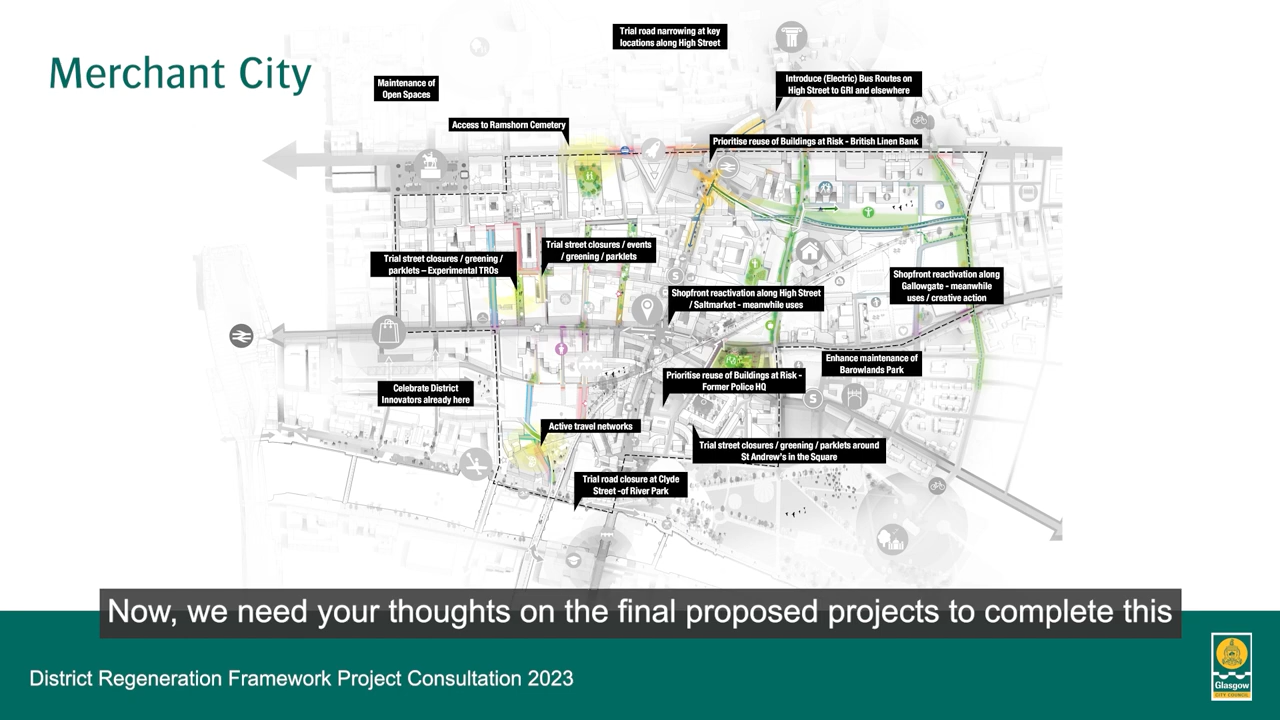 Merchant City
Trial road narrowing at key
locations along High Street
Maintenance of
Open Spaces
Introduce (Electric) Bus Routes on
High Street to GRI and elsewhere
Access to Ramshorn Cemetery
Prioritise reuse of Buildings at Risk - British Linen Bank
Trial street closures / greening /
parklets – Experimental TROs
Trial street closures / events
/ greening / parklets
Shopfront reactivation along
Gallowgate - meanwhile
uses / creative action
Shopfront reactivation along High Street
/ Saltmarket - meanwhile uses
S
Enhance maintenance of
Barowlands Park
Prioritise reuse of Buildings at Risk -
Former Police HQ
Celebrate District
Innovators already here
S
Active travel networks
Trial street closures / greening / parklets around
St Andrew's in the Square
Trial road closure at Clyde
Street -of River Park
Now, we need your thoughts on the final proposed projects to complete this
District Regeneration Framework Project Consultation 2023
Glasgow
CITY COUNCIL